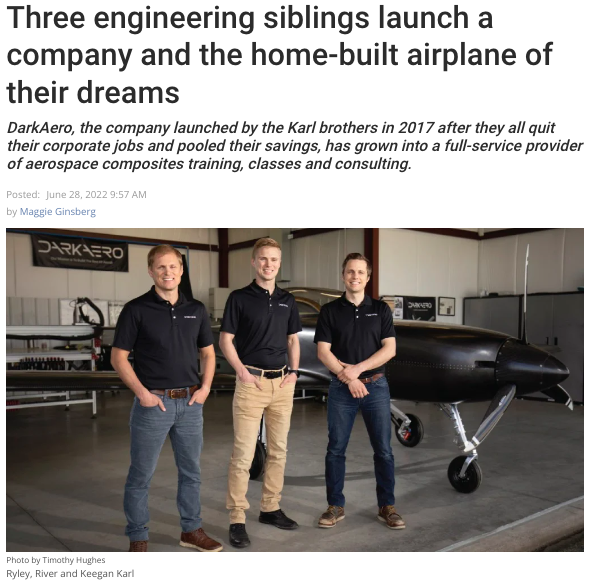 Three engineering siblings launch a
company and the home-built airplane of
their dreams
DarkAero, the company launched by the Karl brothers in 2017 after they all quit
their corporate jobs and pooled their savings, has grown into a full-service provider
of aerospace composites training, classes and consulting.
Posted: June 28, 2022 9:57 AM
by Maggie Ginsberg
DARKAERO
DARKAERO
Photo by Timothy Hughes
Ryley, River and Keegan Karl